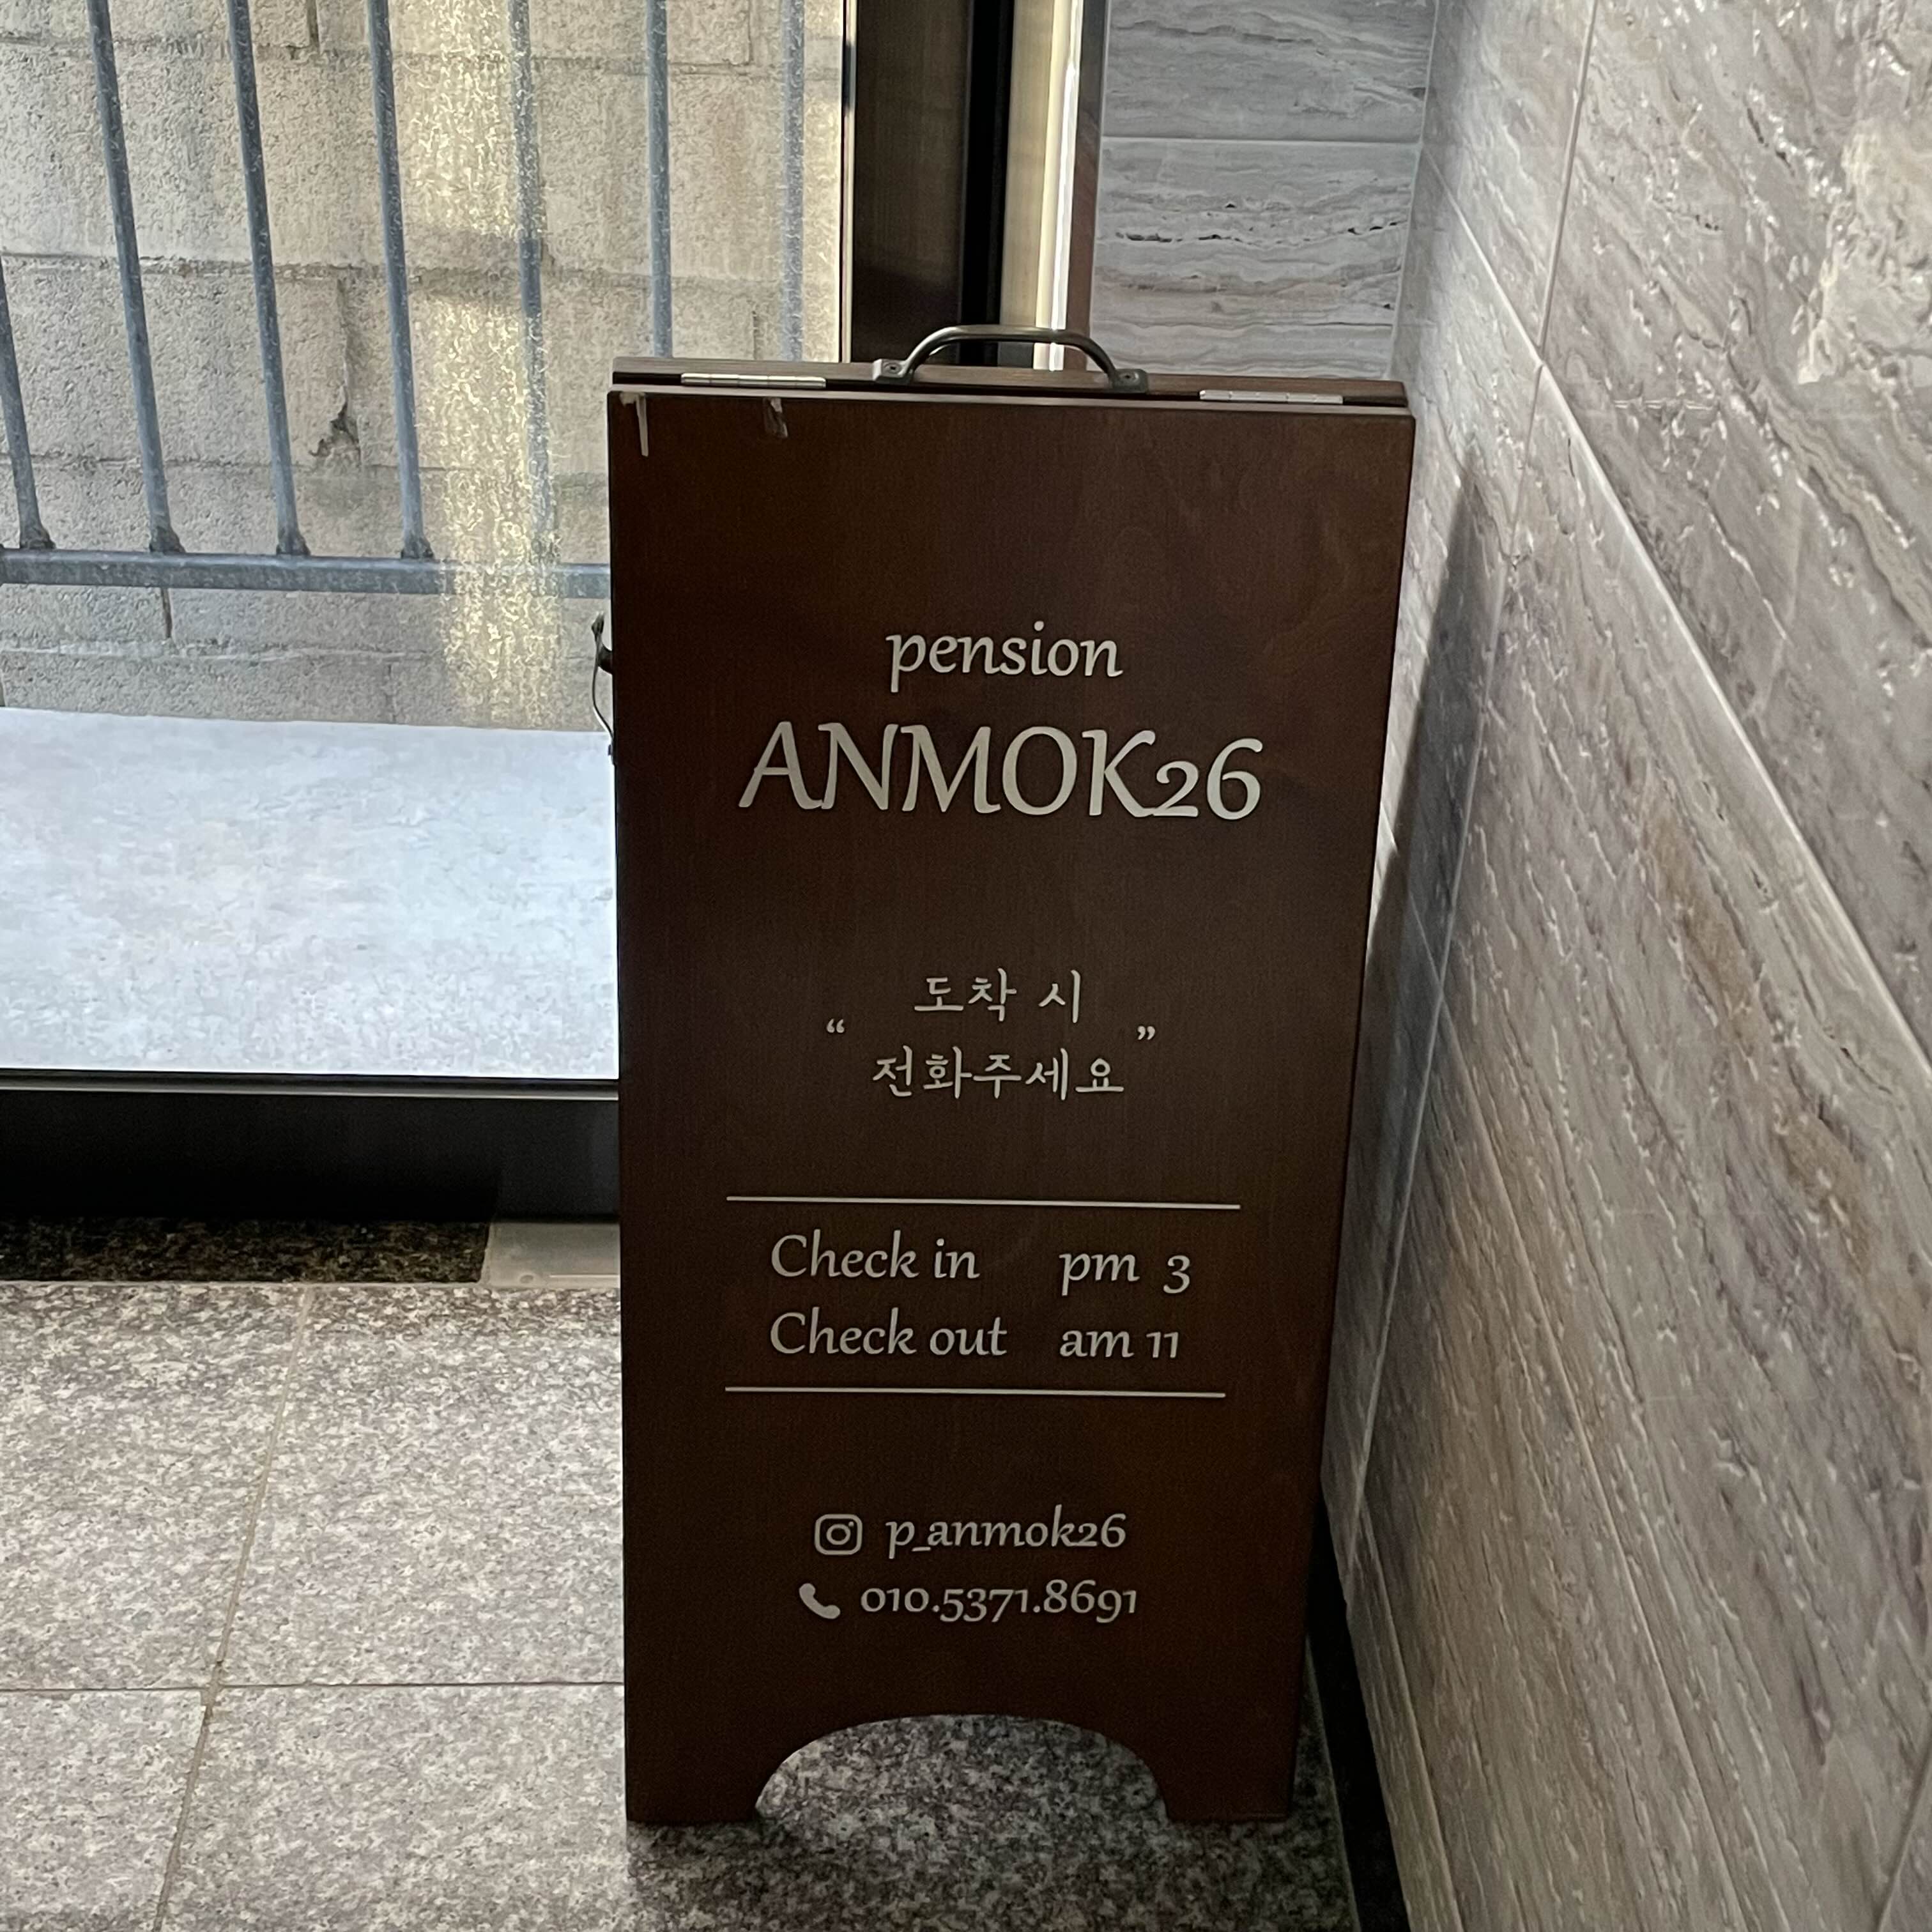 pension
ANMOK26
“ 도착 시
전화주세요 ”
Check in pm 3
Check out am 11
p_anmok26
010.5371.8691